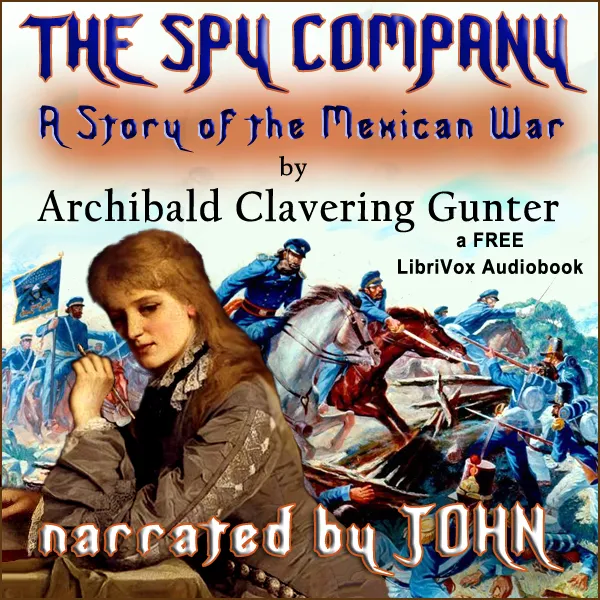 THE SPY COMPANY
A Story of the Mexican War
by
Archibald Clavering Gunter
a FREE
LibriVox Audiobook
narrated by JOHN